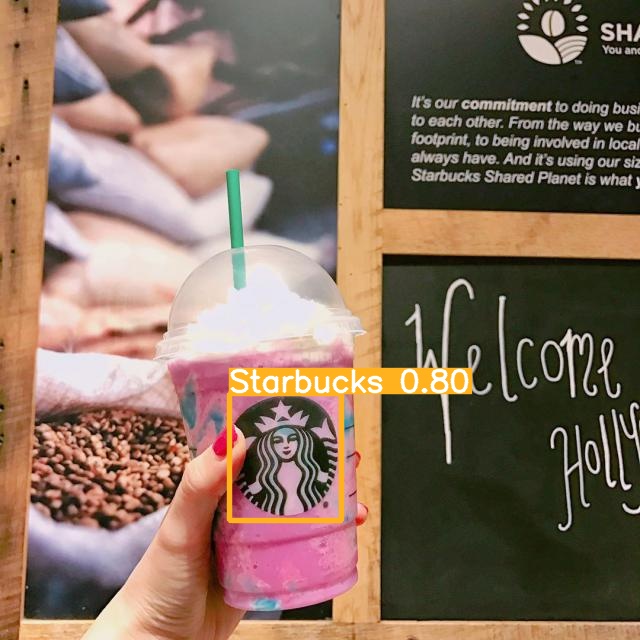 SHA
You and
It's our commitment to doing busi
to each other. From the way we b
footprint, to being involved in local
always have. And it's using our siz
Starbucks Shared Planet is what y
Starbucks 0.80
Welcome
Holly